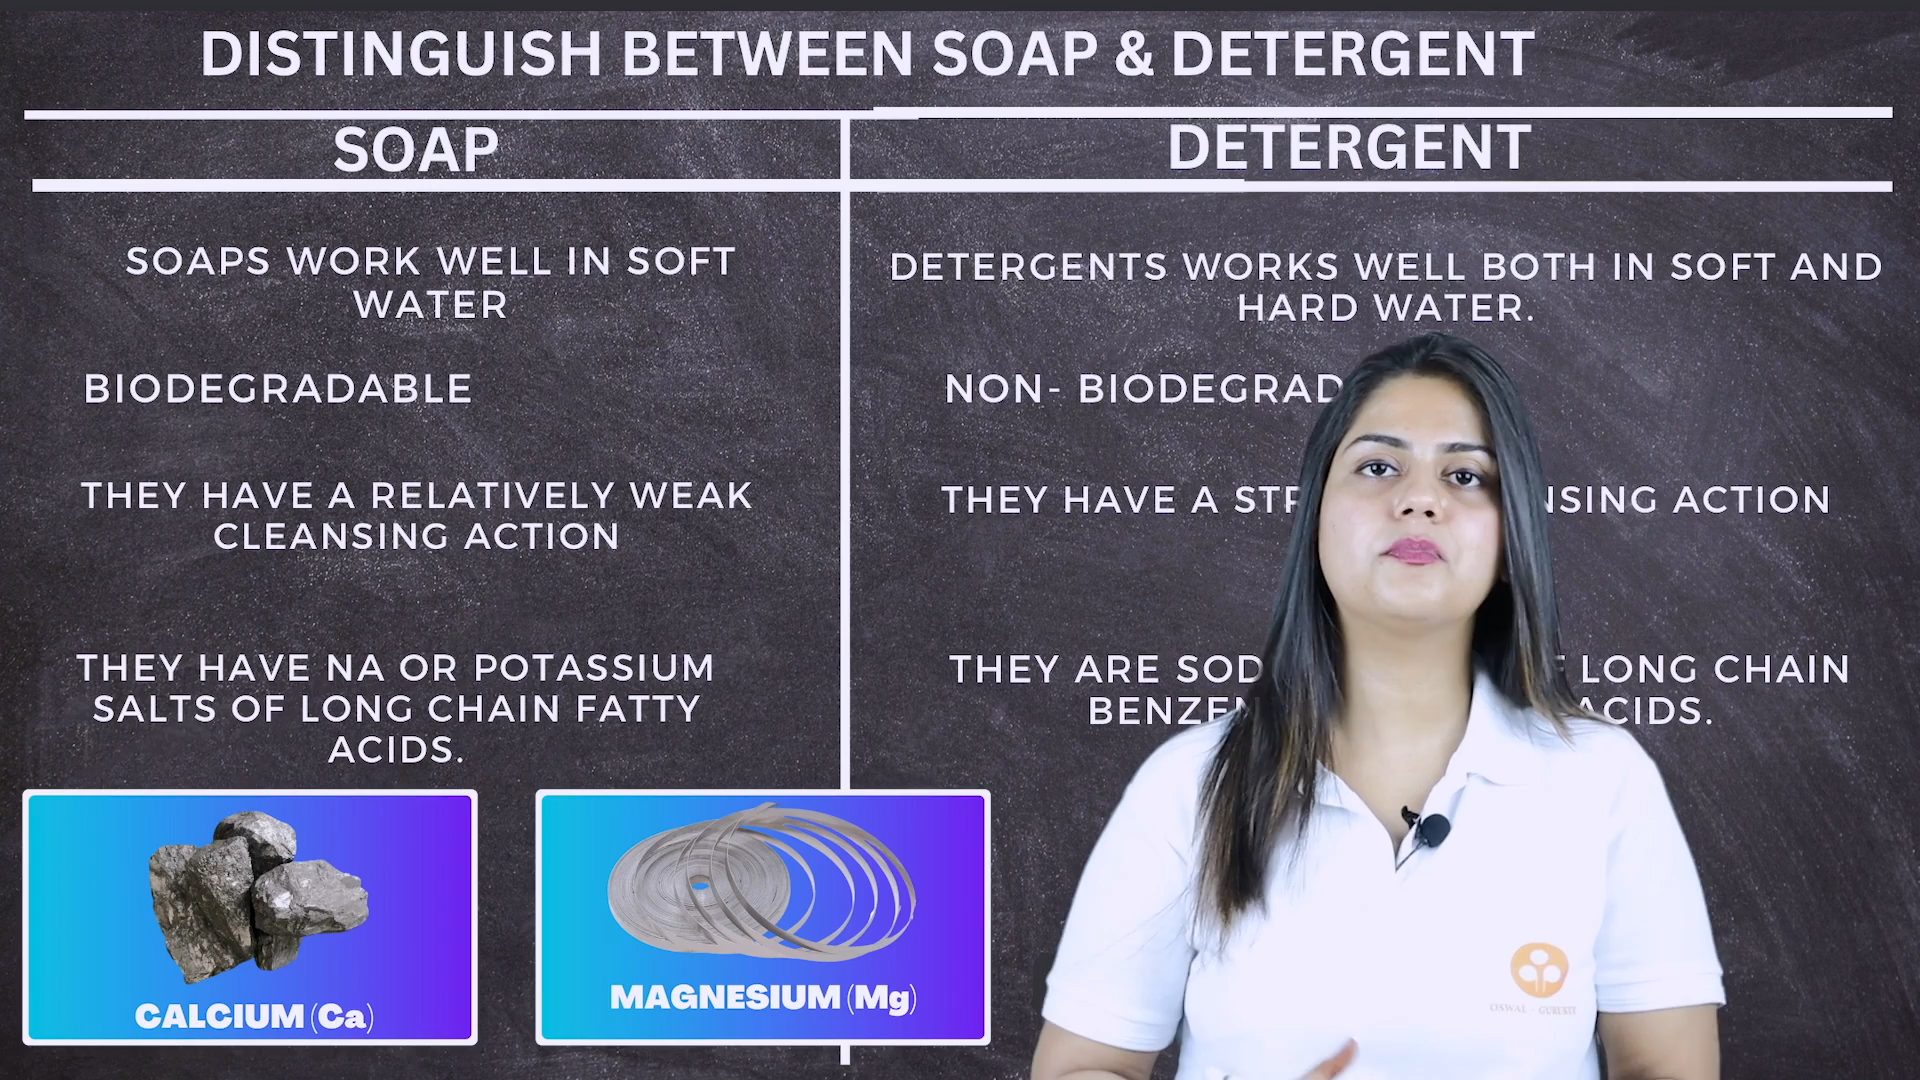 DISTINGUISH BETWEEN SOAP & DETERGENT
SOAP
DETERGENT
SOAPS WORK WELL IN SOFT
WATER
DETERGENTS WORKS WELL BOTH IN SOFT AND
HARD WATER.
BIODEGRADABLE
NON-
THEY HAVE A RELATIVELY WEAK
CLEANSING ACTION
THEY HAVE A ACTION
THEY HAVE NA OR POTASSIUM
SALTS OF LONG CHAIN FATTY
ACIDS.
THEY ARE LONG CHAIN
ACIDS.
CALCIUM (Ca)
MAGNESIUM (Mg)
OSWAL - GURUKUL